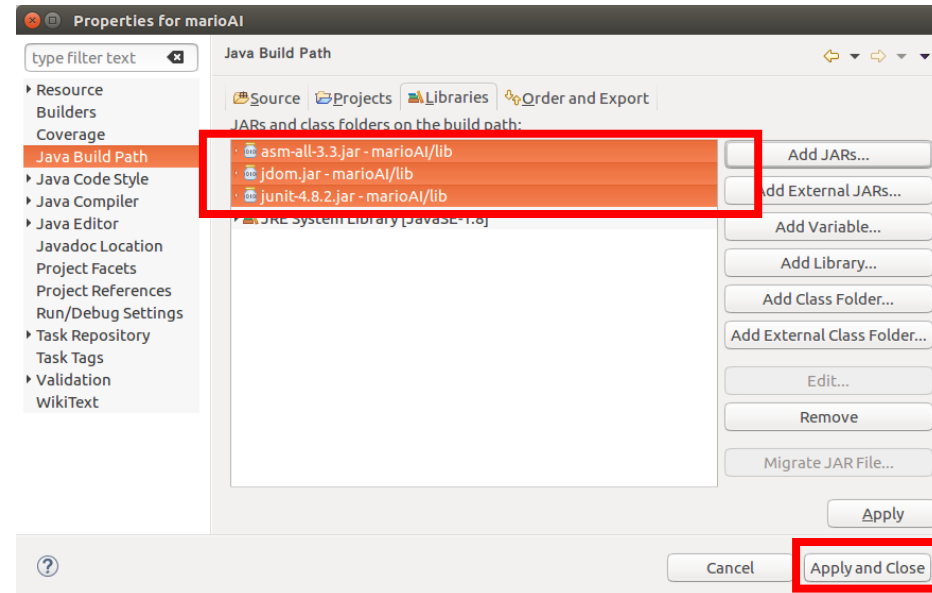 Properties for marioAI
type filter text
Resource
Builders
Coverage
Java Build Path
Java Code Style
Java Compiler
Java Editor
Javadoc Location
Project Facets
Project References
Run/Debug Settings
Task Repository
Task Tags
Validation
WikiText
Java Build Path
Source Projects Libraries Order and Export
JARs and class folders on the build path:
asm-all-3.3.jar - marioAI/lib
jdom.jar - marioAI/lib
junit-4.8.2.jar - marioAI/lib
JRE System Library [JavaSE-1.8]
Add JARs...
Add External JARs...
Add Variable...
Add Library...
Add Class Folder...
Add External Class Folder...
Edit...
Remove
Migrate JAR File...
Apply
Cancel
Apply and Close